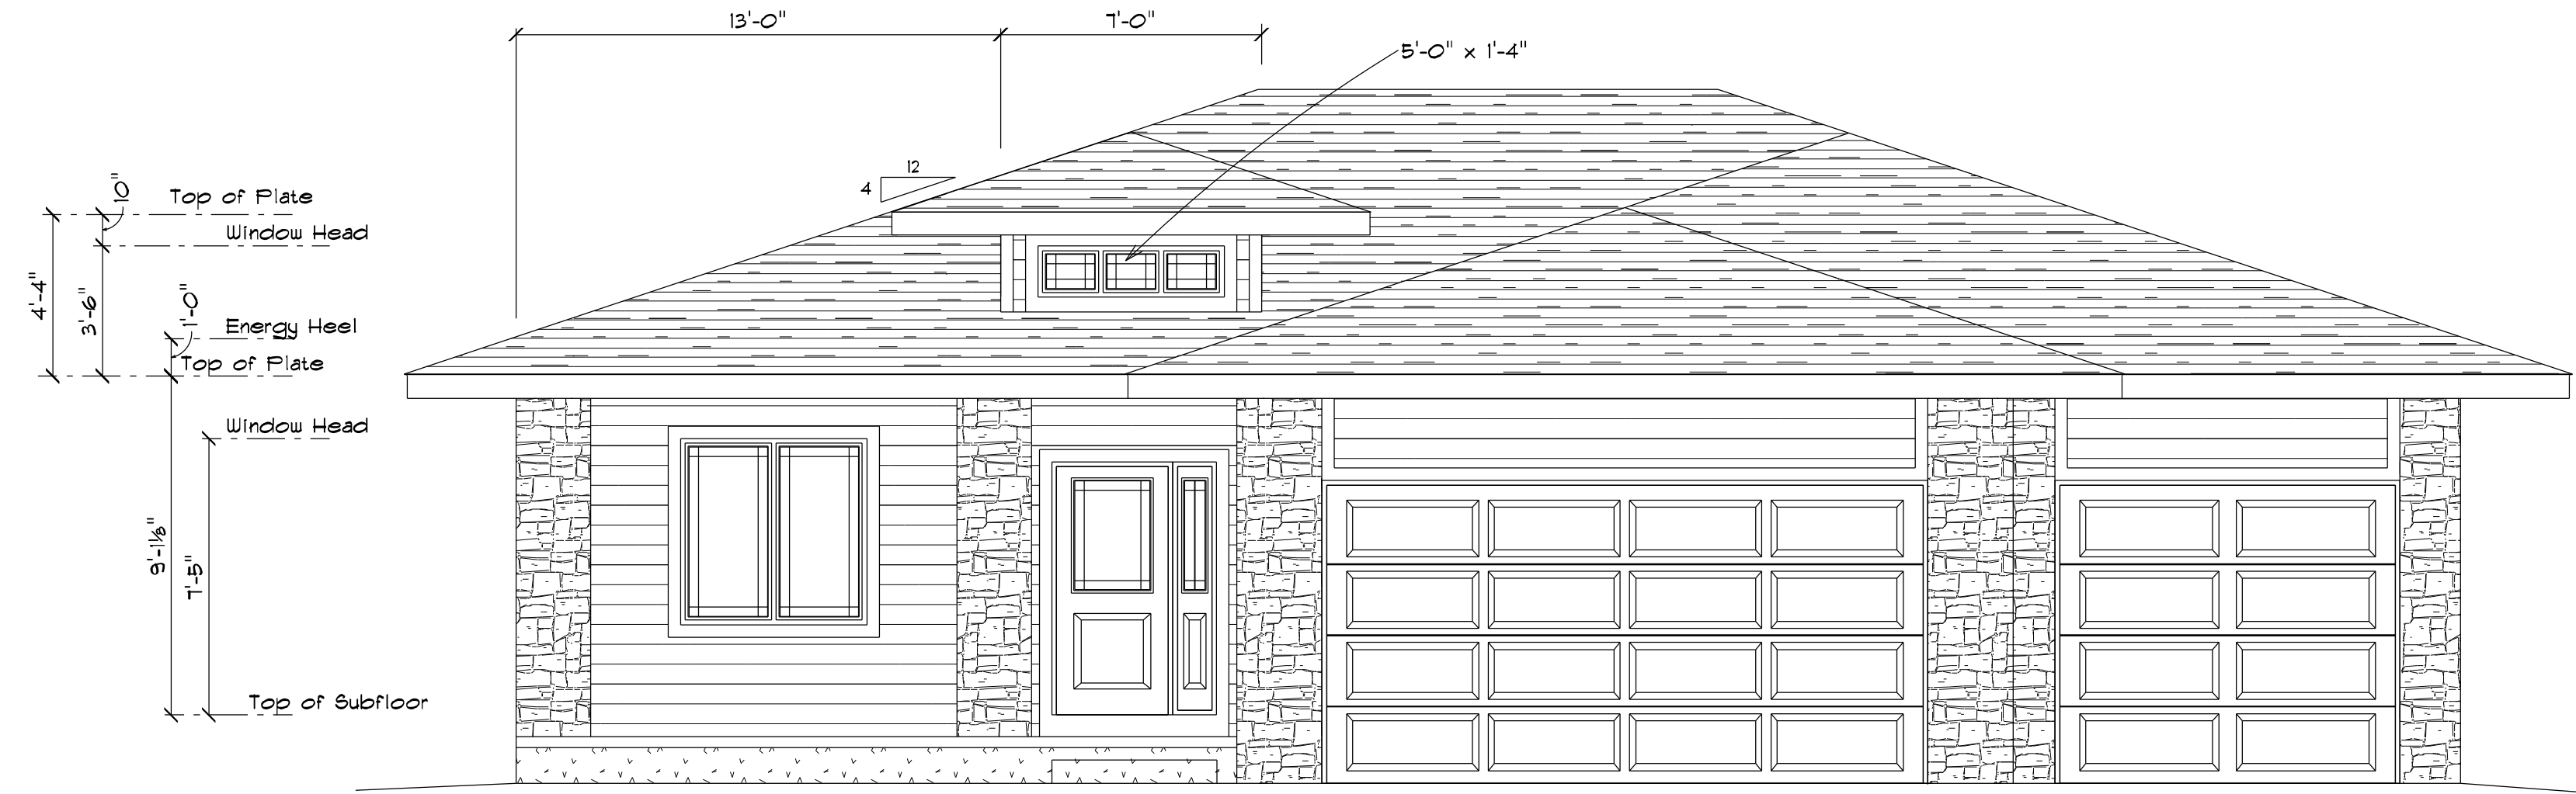 13'-0"
7'-0"
5'-0" x 1'-4"
12
4
10"
Top of Plate
Window Head
4'-4"
3'-6"
1'-0"
Energy Heel
Top of Plate
Window Head
9'-1⅛"
7'-5"
Top of Subfloor